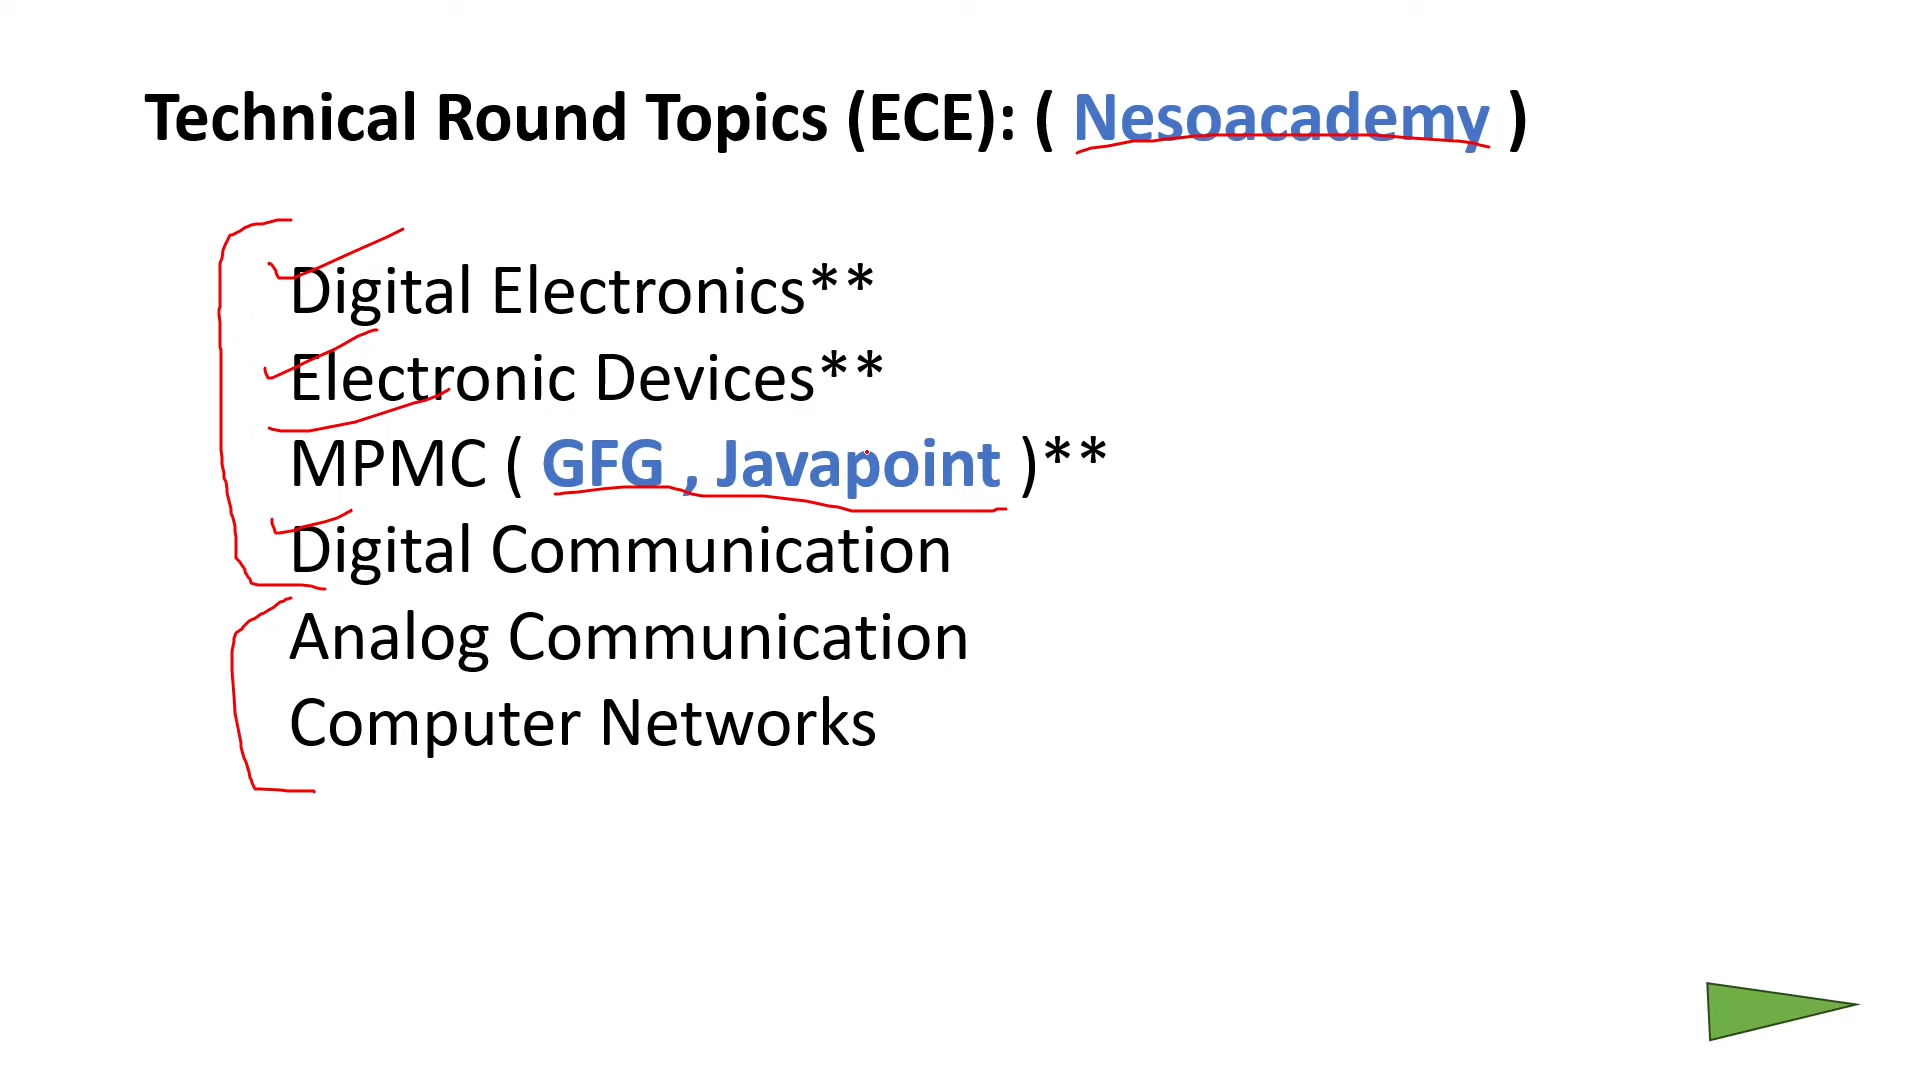 Technical Round Topics (ECE): ( Nesoacademy )
Digital Electronics**
Electronic Devices**
MPMC ( GFG , Javapoint )**
Digital Communication
Analog Communication
Computer Networks